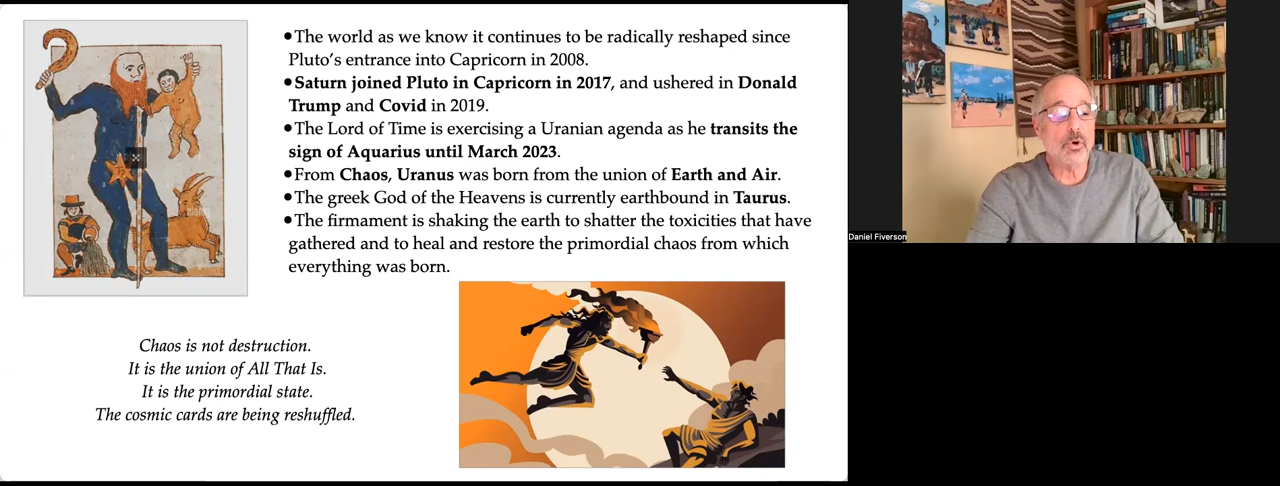 •The world as we know it continues to be radically reshaped since
Pluto's entrance into Capricorn in 2008.
•Saturn joined Pluto in Capricorn in 2017, and ushered in Donald
Trump and Covid in 2019.
•The Lord of Time is exercising a Uranian agenda as he transits the
sign of Aquarius until March 2023.
•From Chaos, Uranus was born from the union of Earth and Air.
•The greek God of the Heavens is currently earthbound in Taurus.
•The firmament is shaking the earth to shatter the toxicities that have
gathered and to heal and restore the primordial chaos from which
everything was born.
Chaos is not destruction.
It is the union of All That Is.
It is the primordial state.
The cosmic cards are being reshuffled.
Daniel Fiverson